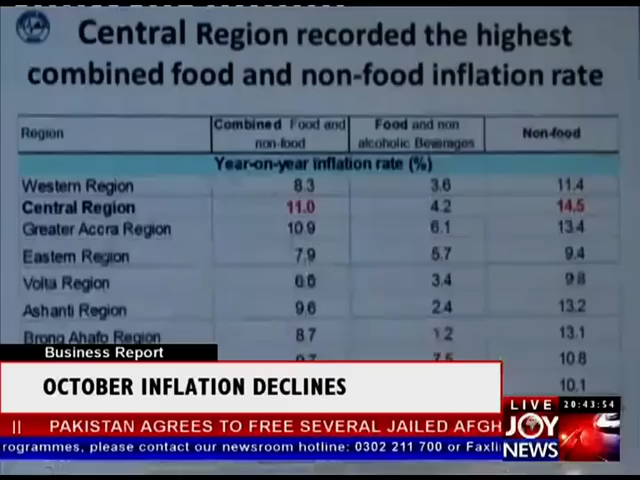 Central Region recorded the highest
combined food and non-food inflation rate
Region Combined Food and non-food Food and non alcoholic Beverages Non-food
Year-on-year inflation rate (%)
Western Region 8.3 3.6 11.4
Central Region 11.0 4.2 14.5
Greater Accra Region 10.9 6.1 13.4
Eastern Region 7.9 5.7 9.4
Volta Region 3.4 9.8
Ashanti Region 9.6 2.4 13.2
Brong Ahafo Region 8.7 1.2 13.1
7.5 10.8
10.1
Business Report
OCTOBER INFLATION DECLINES
LIVE 20:43:54
JOY
NEWS
|| PAKISTAN AGREES TO FREE SEVERAL JAILED AFGH
rogrammes, please contact our newsroom hotline: 0302 211 700 or Faxli